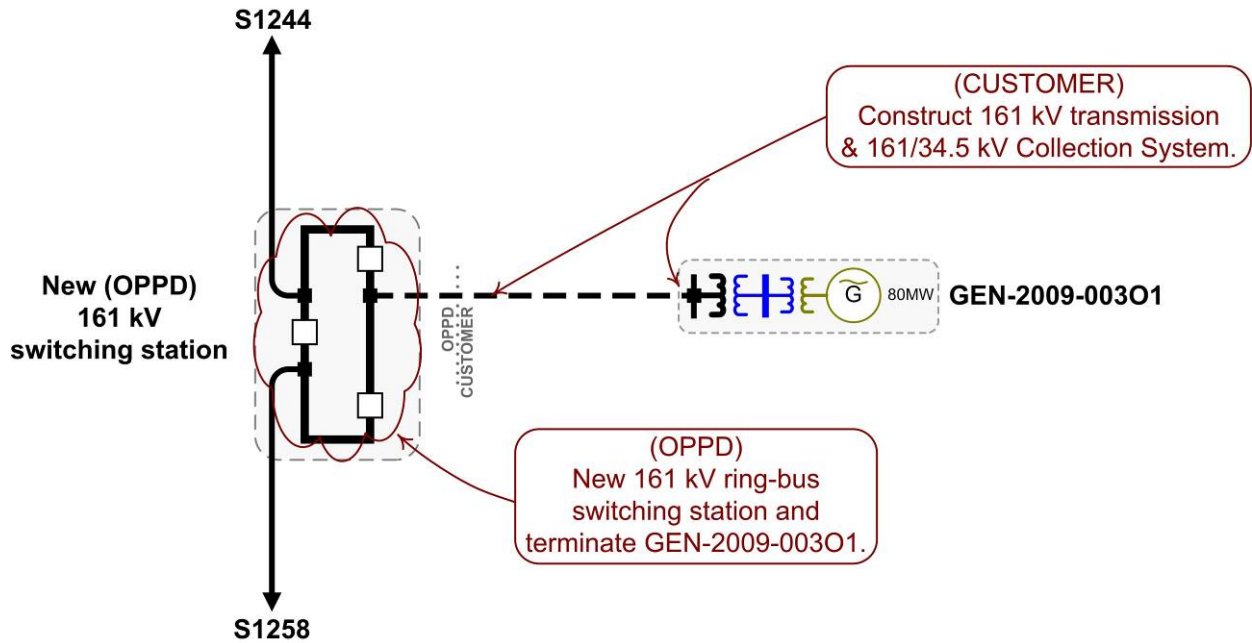 S1244
(CUSTOMER)
Construct 161 kV transmission
& 161/34.5 kV Collection System.
New (OPPD)
161 kV
switching station
OPPD
CUSTOMER
G
80MW
GEN-2009-003O1
(OPPD)
New 161 kV ring-bus
switching station and
terminate GEN-2009-003O1.
S1258